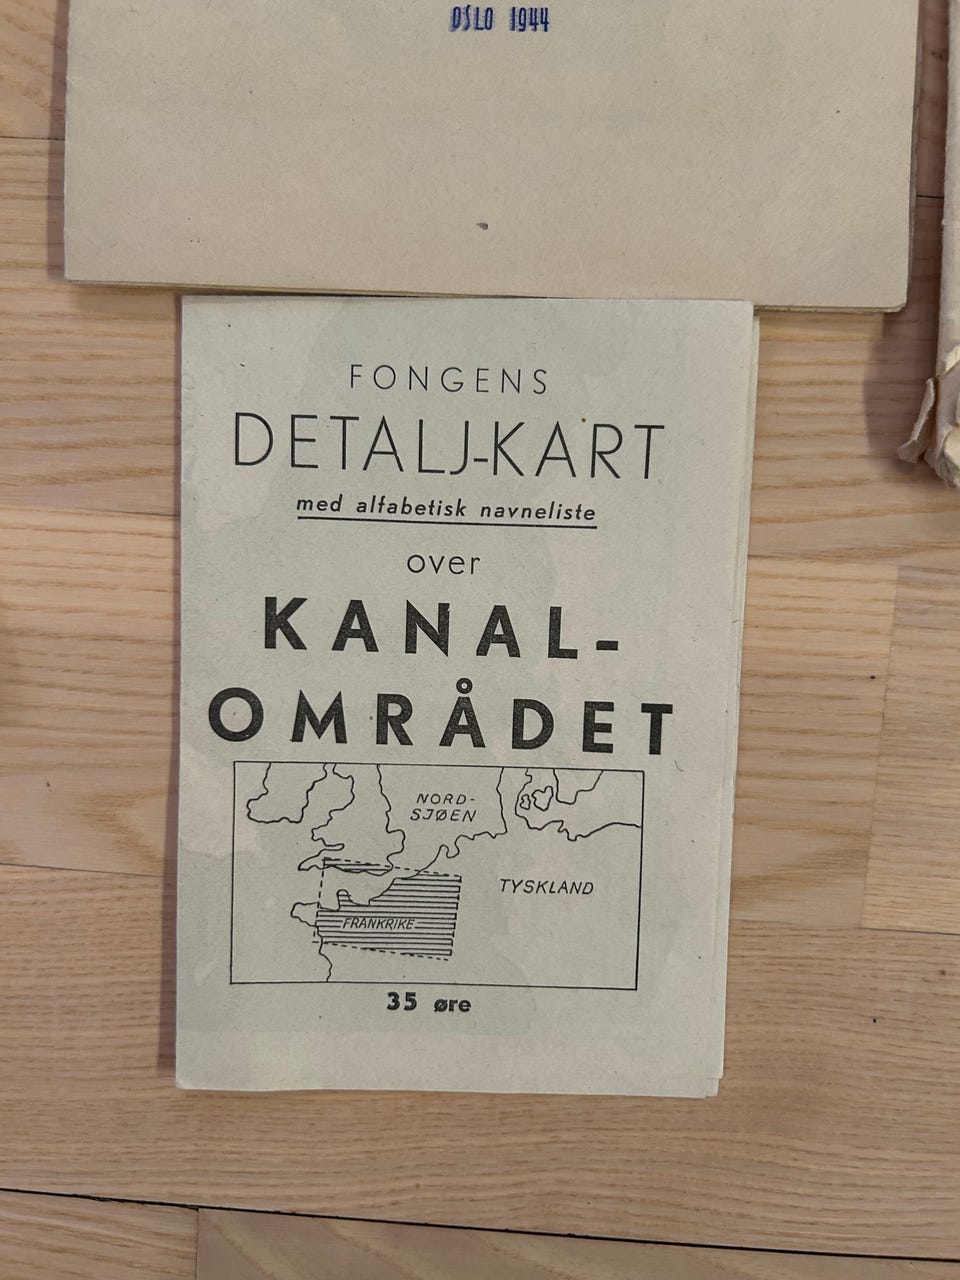 OSLO 1944
FONGENS
DETALJ-KART
med alfabetisk navneliste
over
KANAL-
OMRÅDET
NORD-
SJØEN
TYSKLAND
FRANKRIKE
35 øre